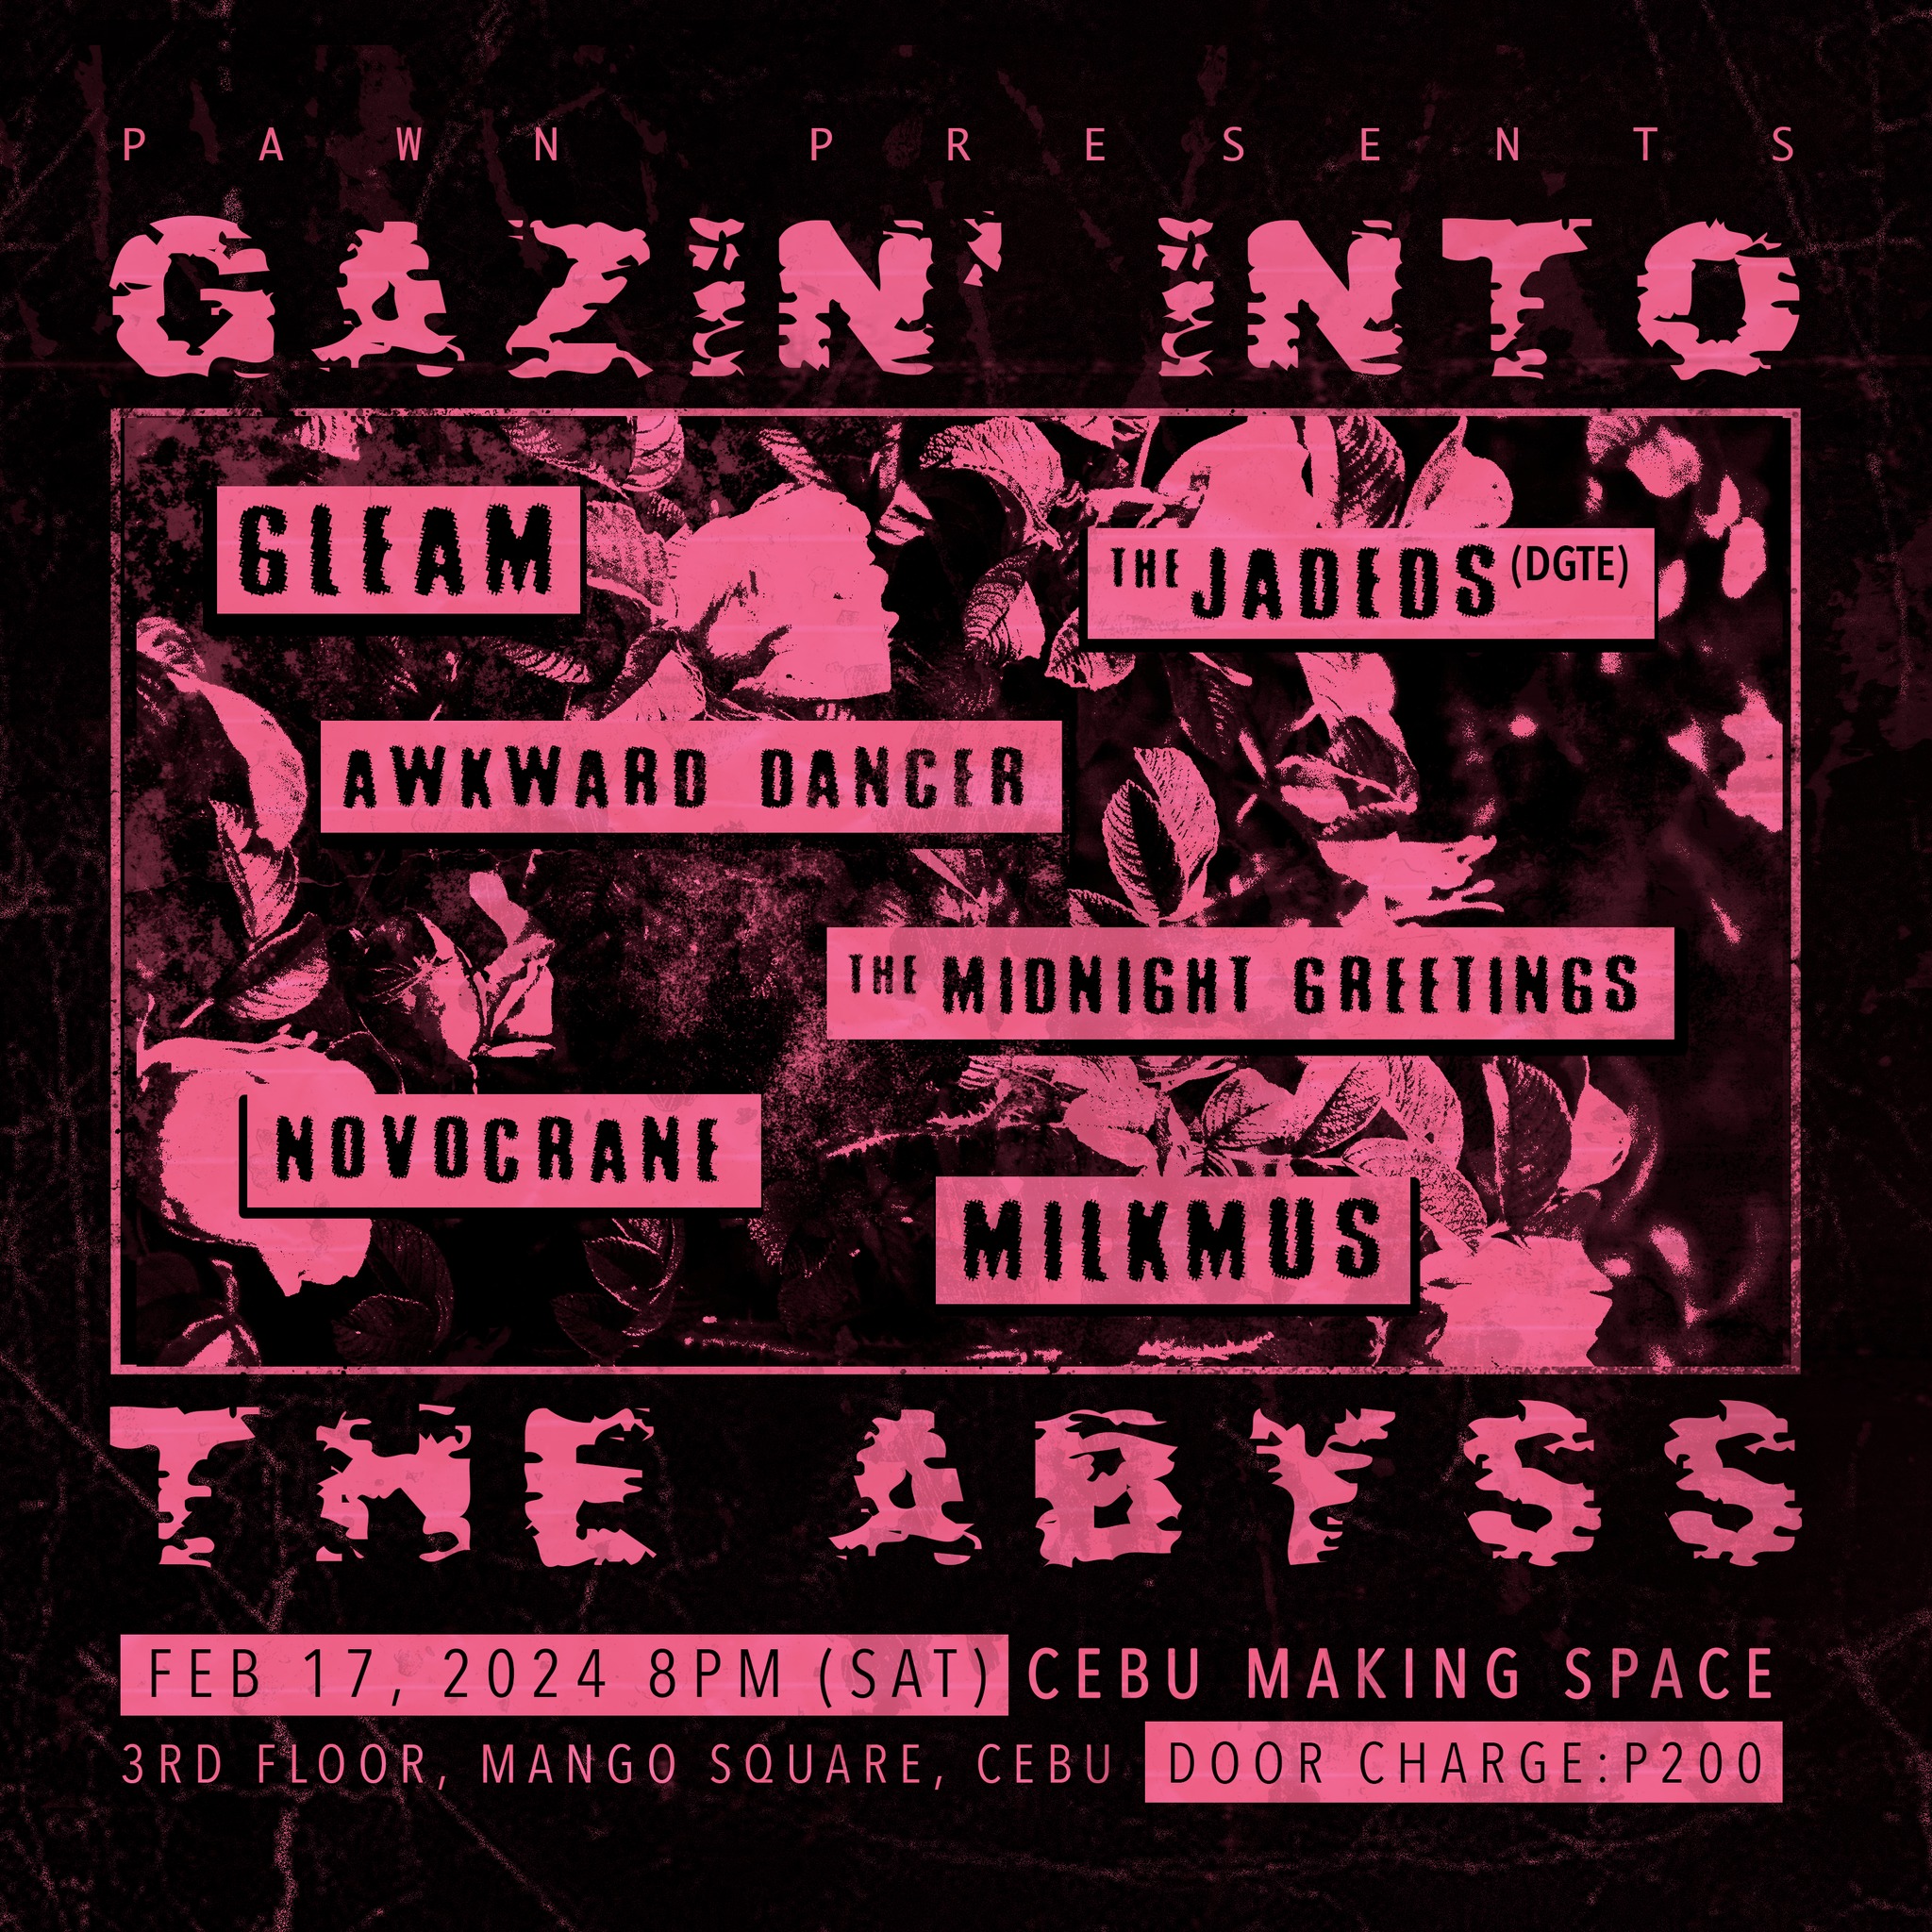 PAWN PRESENTS
GAZIN' INTO
GLEAM
THE JADEDS (DGTE)
AWKWARD DANCER
THE MIDNIGHT GREETINGS
NOVOCRANE
MILKMUS
THE ABYSS
FEB 17, 2024 8PM (SAT) CEBU MAKING SPACE
3RD FLOOR, MANGO SQUARE, CEBU DOOR CHARGE:P200